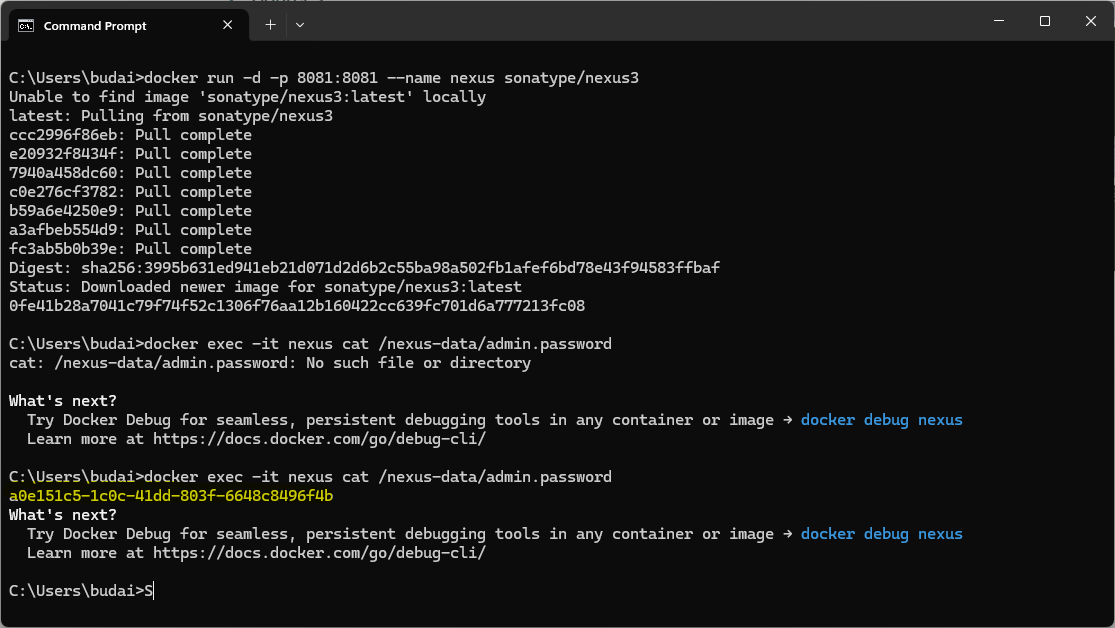 Command Prompt
C:\Users\budai>docker run -d -p 8081:8081 --name nexus sonatype/nexus3
Unable to find image 'sonatype/nexus3:latest' locally
latest: Pulling from sonatype/nexus3
ccc2996f86eb: Pull complete
e20932f8434f: Pull complete
7940a458dc60: Pull complete
c0e276cf3782: Pull complete
b59a6e4250e9: Pull complete
a3afbeb554d9: Pull complete
fc3ab5b0b39e: Pull complete
Digest: sha256:3995b631ed941eb21d071d2d6b2c55ba98a502fb1afef6bd78e43f94583ffbaf
Status: Downloaded newer image for sonatype/nexus3:latest
0fe41b28a7041c79f74f52c1306f76aa12b160422cc639fc701d6a777213fc08
C:\Users\budai>docker exec -it nexus cat /nexus-data/admin.password
cat: /nexus-data/admin.password: No such file or directory
What's next?
Try Docker Debug for seamless, persistent debugging tools in any container or image → docker debug nexus
Learn more at https://docs.docker.com/go/debug-cli/
C:\Users\budai>docker exec -it nexus cat /nexus-data/admin.password
a0e151c5-1c0c-41dd-803f-6648c8496f4b
What's next?
Try Docker Debug for seamless, persistent debugging tools in any container or image → docker debug nexus
Learn more at https://docs.docker.com/go/debug-cli/
C:\Users\budai>S